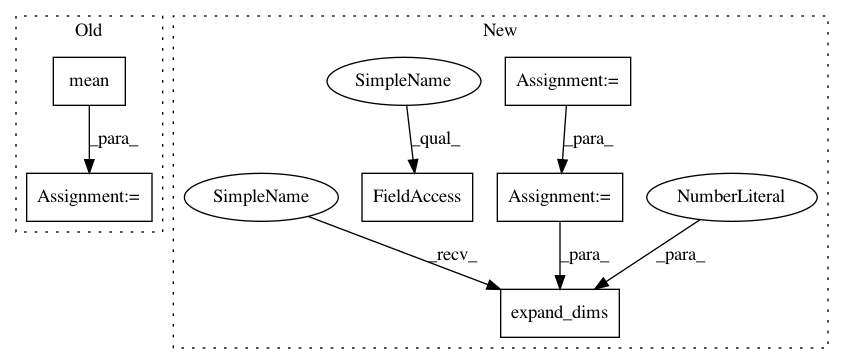 Old
New
mean
SimpleName
Assignment:=
_para_
_qual_
_para_
Assignment:=
SimpleName
FieldAccess
Assignment:=
NumberLiteral
_recv_
_para_
_para_
expand_dims